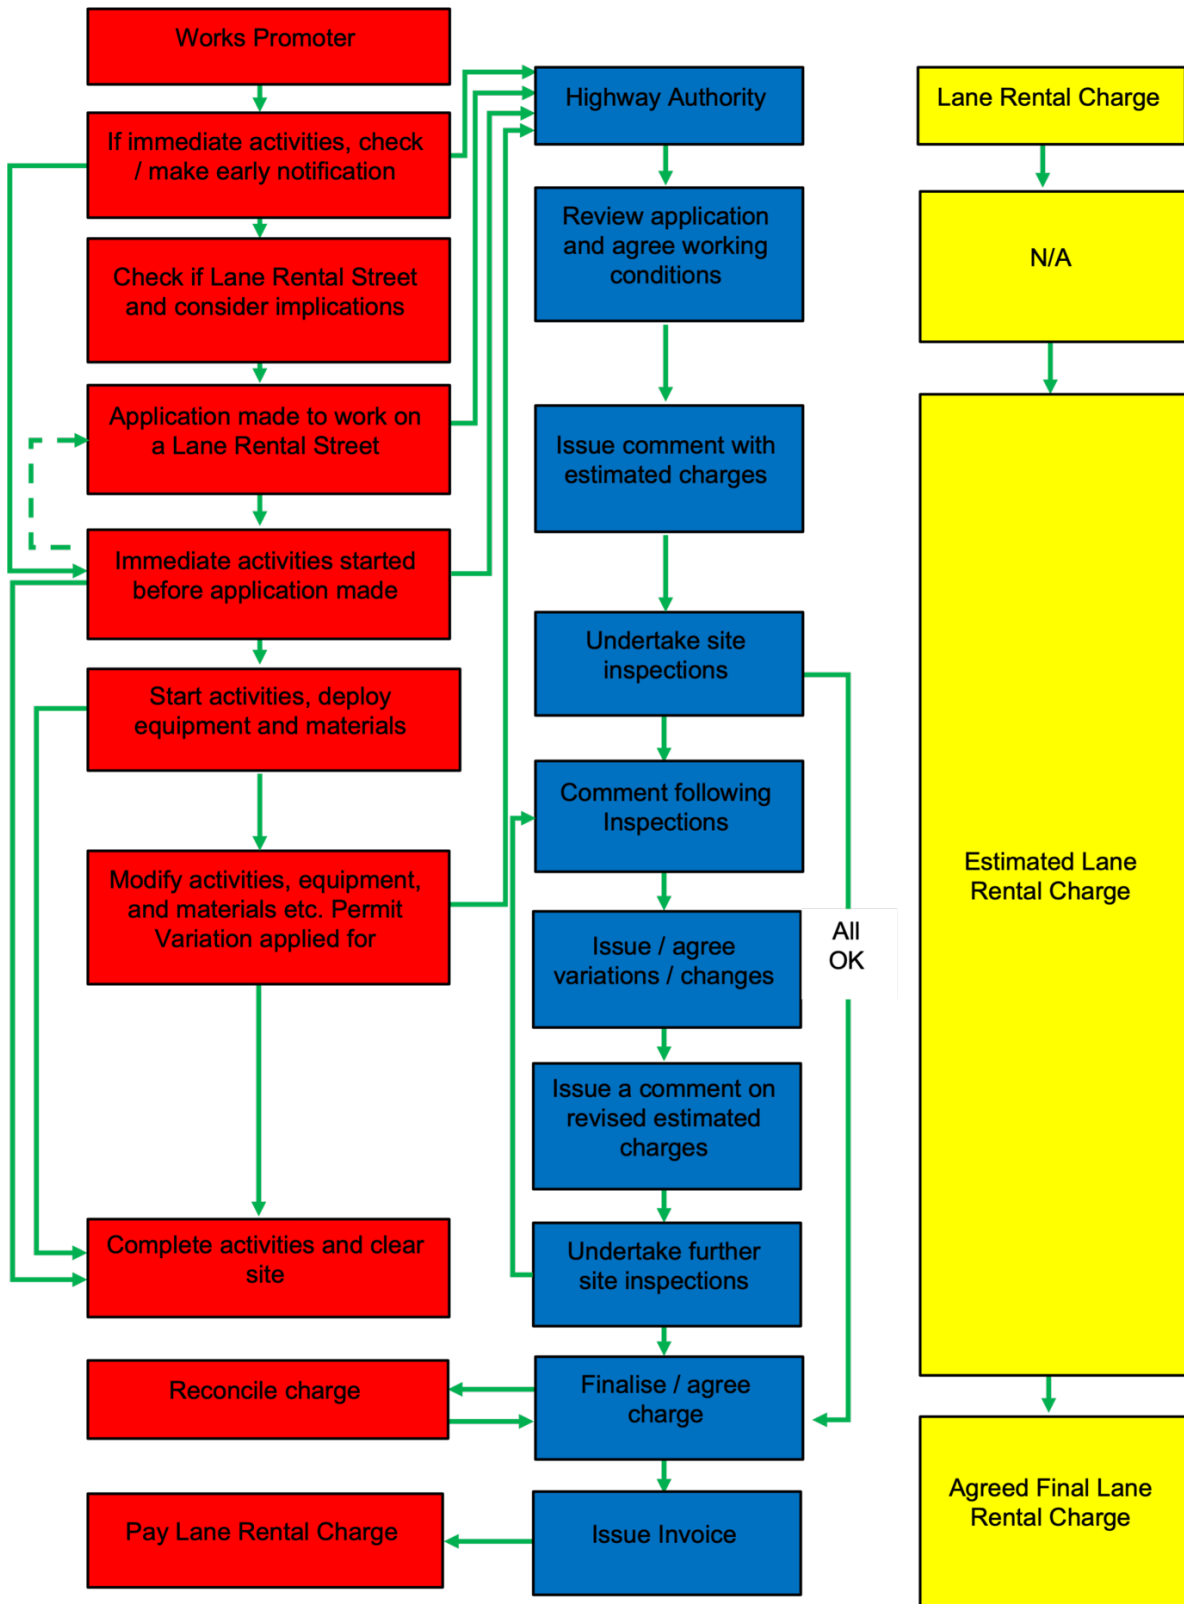 Works Promoter
If immediate activities, check
/ make early notification
Check if Lane Rental Street
and consider implications
Application made to work on
a Lane Rental Street
Immediate activities started
before application made
Start activities, deploy
equipment and materials
Modify activities, equipment,
and materials etc. Permit
Variation applied for
Complete activities and clear
site
Reconcile charge
Pay Lane Rental Charge
Highway Authority
Review application
and agree working
conditions
Issue comment with
estimated charges
Undertake site
inspections
Comment following
Inspections
Issue / agree
variations / changes
Issue a comment on
revised estimated
charges
Undertake further
site inspections
Finalise / agree
charge
Issue Invoice
All
OK
Lane Rental Charge
N/A
Estimated Lane
Rental Charge
Agreed Final Lane
Rental Charge